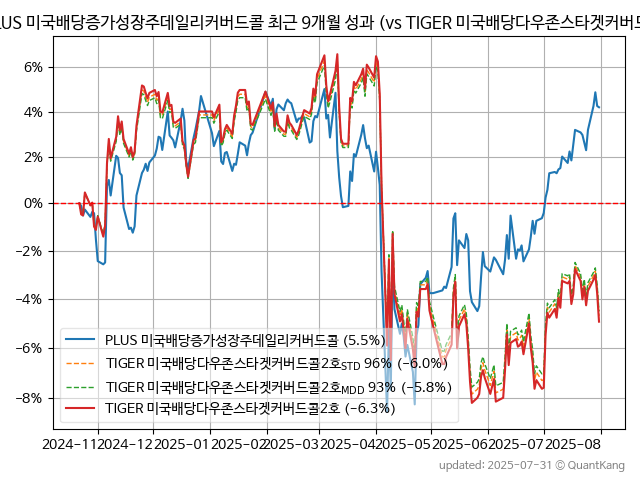 LUS 미국배당증가성장주데일리커버드콜 최근 9개월 성과 (vs TIGER 미국배당다우존스타겟커버드
6%
4%
2%
0%
−2%
−4%
−6%
−8%
PLUS 미국배당증가성장주데일리커버드콜 (5.5%)
TIGER 미국배당다우존스타겟커버드콜2호STD 96% (−6.0%)
TIGER 미국배당다우존스타겟커버드콜2호MDD 93% (−5.8%)
TIGER 미국배당다우존스타겟커버드콜2호 (−6.3%)
2024-11 2024-12 2025-01 2025-02 2025-03 2025-04 2025-05 2025-06 2025-07 2025-08
updated: 2025-07-31 © QuantKang